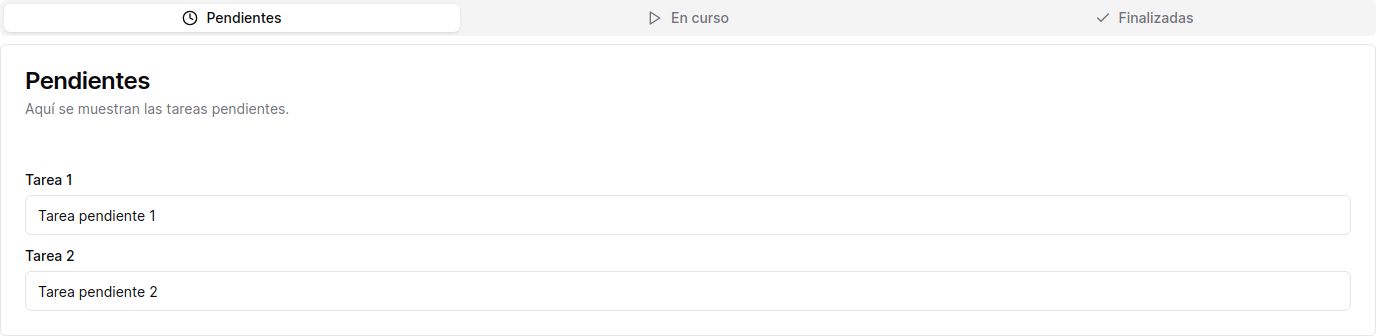 Pendientes
En curso
Finalizadas
Pendientes
Aquí se muestran las tareas pendientes.
Tarea 1
Tarea pendiente 1
Tarea 2
Tarea pendiente 2